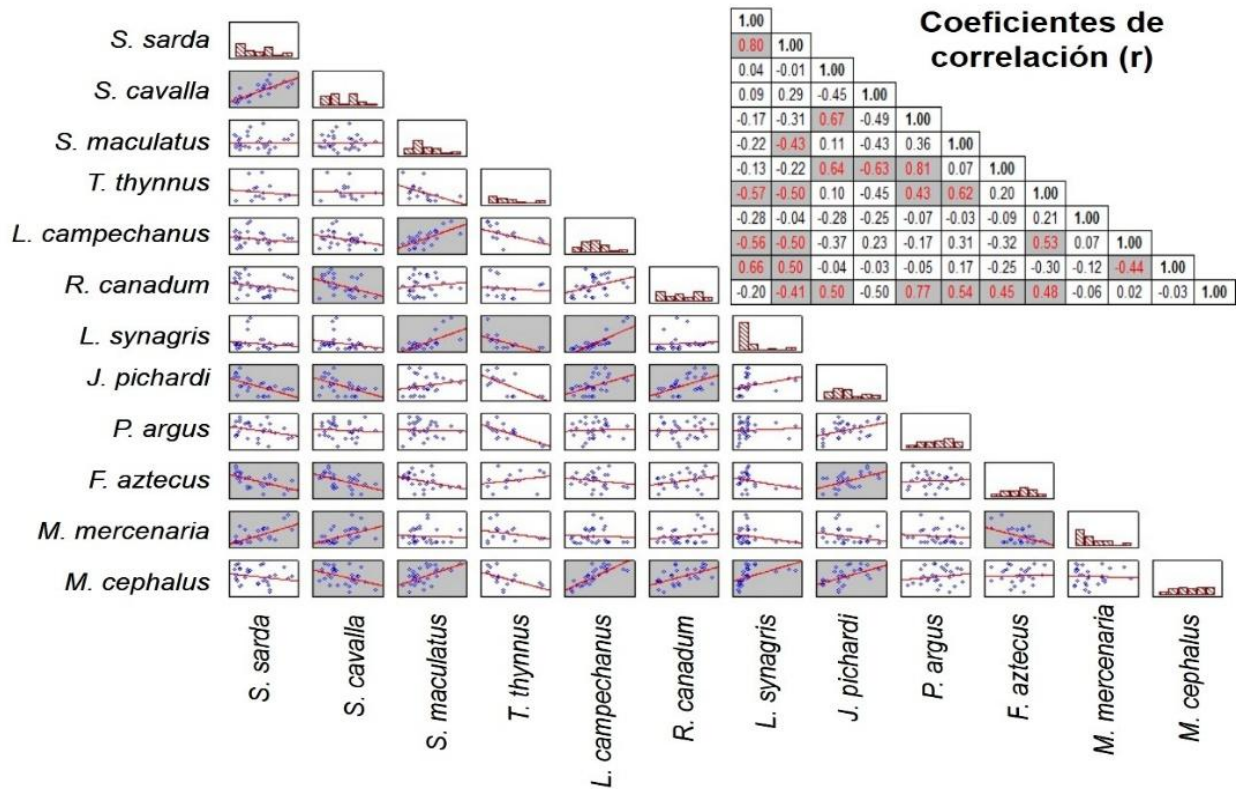 Coeficientes de
correlación (r)
1.00
0.80 1.00
0.04 -0.01 1.00
0.09 0.29 -0.45 1.00
-0.17 -0.31 0.67 -0.49 1.00
-0.22 -0.43 0.11 -0.43 0.36 1.00
-0.13 -0.22 0.64 -0.63 0.81 0.07 1.00
-0.57 -0.50 0.10 -0.45 0.43 0.62 0.20 1.00
-0.28 -0.04 -0.28 -0.25 -0.07 -0.03 -0.09 0.21 1.00
-0.56 -0.50 -0.37 0.23 -0.17 0.31 -0.32 0.53 0.07 1.00
0.66 0.50 -0.04 -0.03 -0.05 0.17 -0.25 -0.30 -0.12 -0.44 1.00
-0.20 -0.41 0.50 -0.50 0.77 0.54 0.45 0.48 -0.06 0.02 -0.03 1.00
S. sarda
S. cavalla
S. maculatus
T. thynnus
L. campechanus
R. canadum
L. synagris
J. pichardi
P. argus
F. aztecus
M. mercenaria
M. cephalus
S. sarda
S. cavalla
S. maculatus
T. thynnus
L. campechanus
R. canadum
L. synagris
J. pichardi
P. argus
F. aztecus
M. mercenaria
M. cephalus